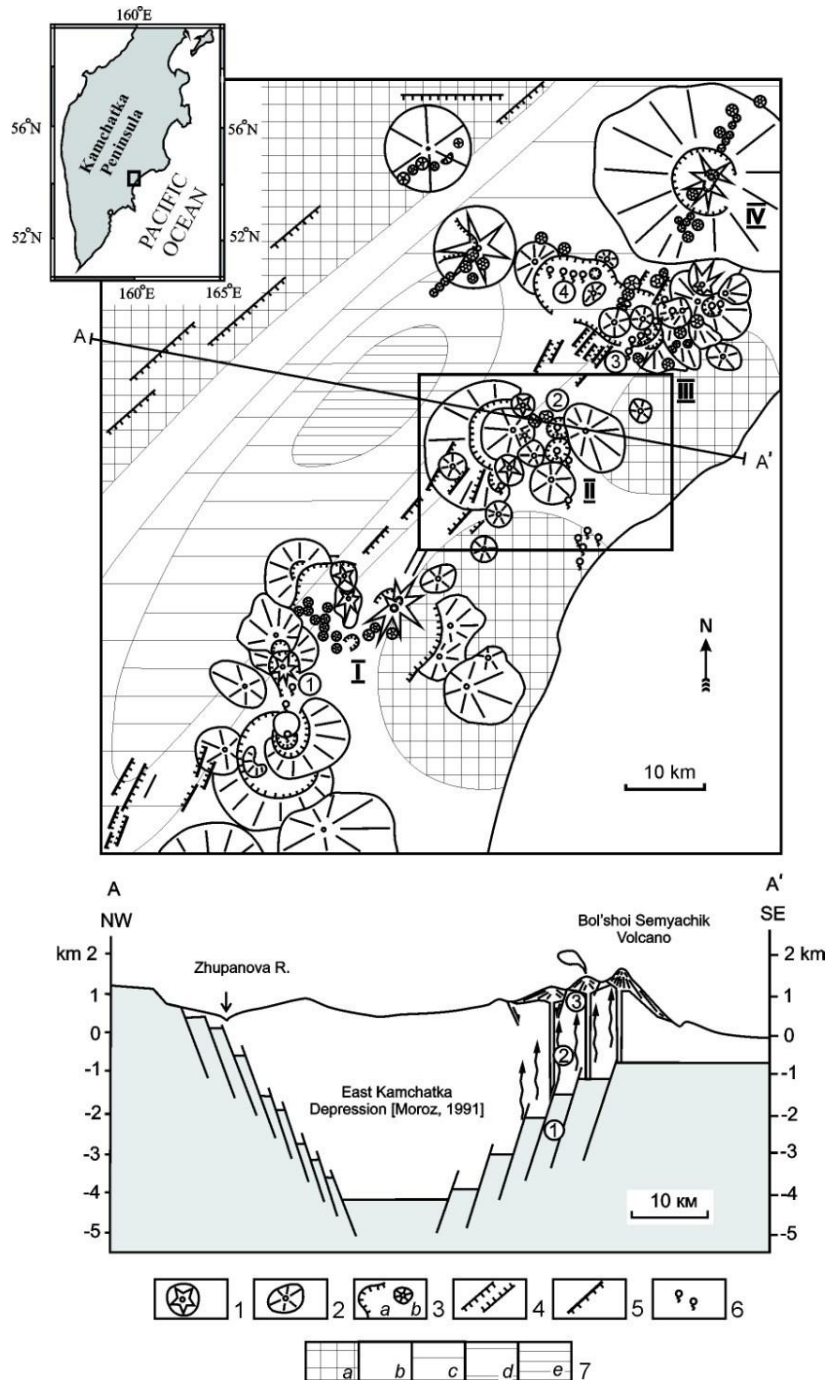 160°E
56°N
56°N
Kamchatka
Peninsula
52°N
52°N
PACIFIC
OCEAN
160°E
165°E
IV
4
A
3
III
2
A'
II
I
1
N
10 km
A
A'
NW
SE
Bol'shoi Semyachik
Volcano
km 2
2 km
Zhupanova R.
1
1
3
0
0
2
-1
-1
East Kamchatka
Depression [Moroz, 1991]
-2
-2
1
-3
-3
-4
-4
10 км
-5
-5
1
2
a
b
3
4
5
6
a
b
c
d
e
7